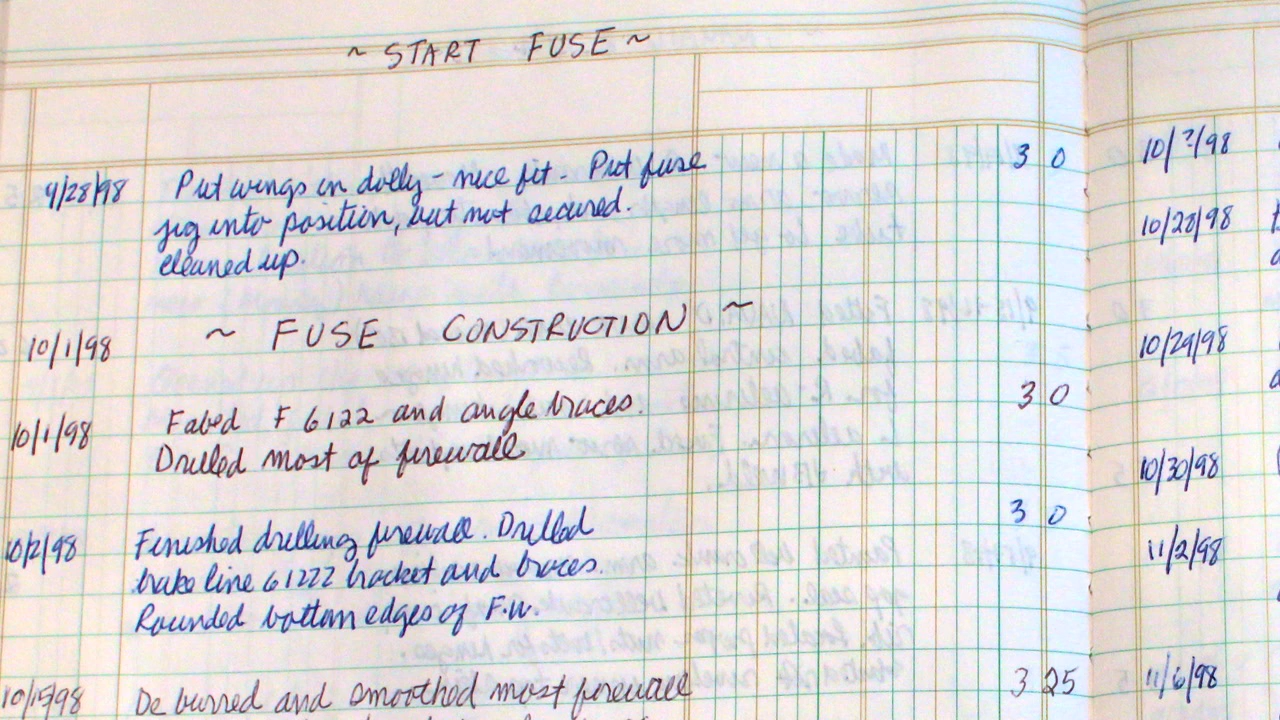 ~ START FUSE ~
9/28/98 Put wings in dolly - nice fit. Put fuse 3 0
jig into position, but not secured.
cleaned up.
10/1/98 ~ FUSE CONSTRUCTION ~
10/1/98 Fabed F 6122 and angle braces. 3 0
Drilled most of firewall
10/2/98 Finished drilling firewall. Drilled 3 0
brake line 61222 bracket and braces.
Rounded bottom edges of F.W.
10/15/98 De burred and smoothed most firewall 3 25
10/?/98
10/28/98
10/29/98
10/30/98
11/2/98
11/6/98